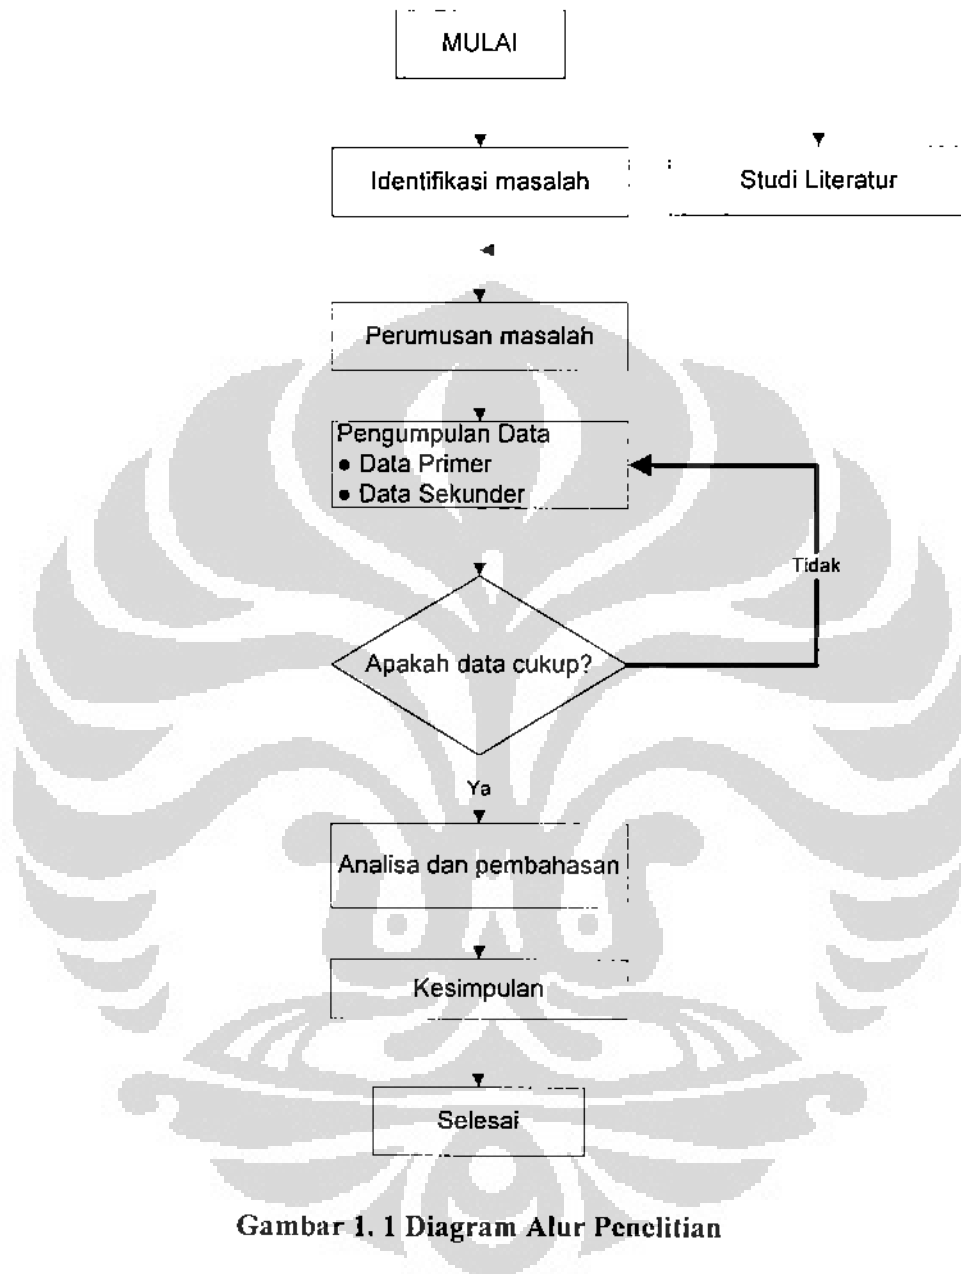 MULAI
Identifikasi masalah
Studi Literatur
Perumusan masalah
Pengumpulan Data
● Data Primer
● Data Sekunder
Tidak
Apakah data cukup?
Ya
Analisa dan pembahasan
Kesimpulan
Selesai
Gambar 1. 1 Diagram Alur Penelitian